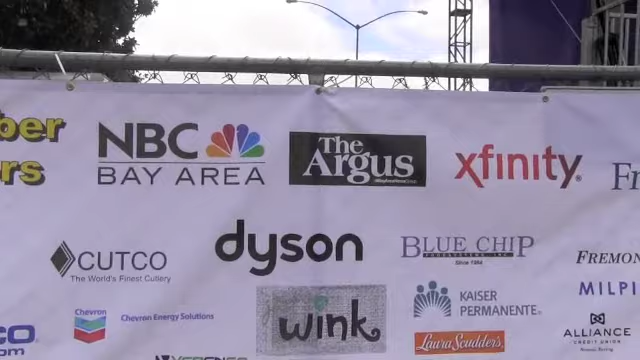 ber
rs
NBC
BAY AREA
The
Argus
xfinity
Fr
CUTCO
The World's Finest Cutlery
dyson
BLUE CHIP
Since 1984
FREMON
MILPI
co
.com
Chevron
Chevron Energy Solutions
wink
KAISER
PERMANENTE®
Laura Scudder's
ALLIANCE
CREDIT UNION